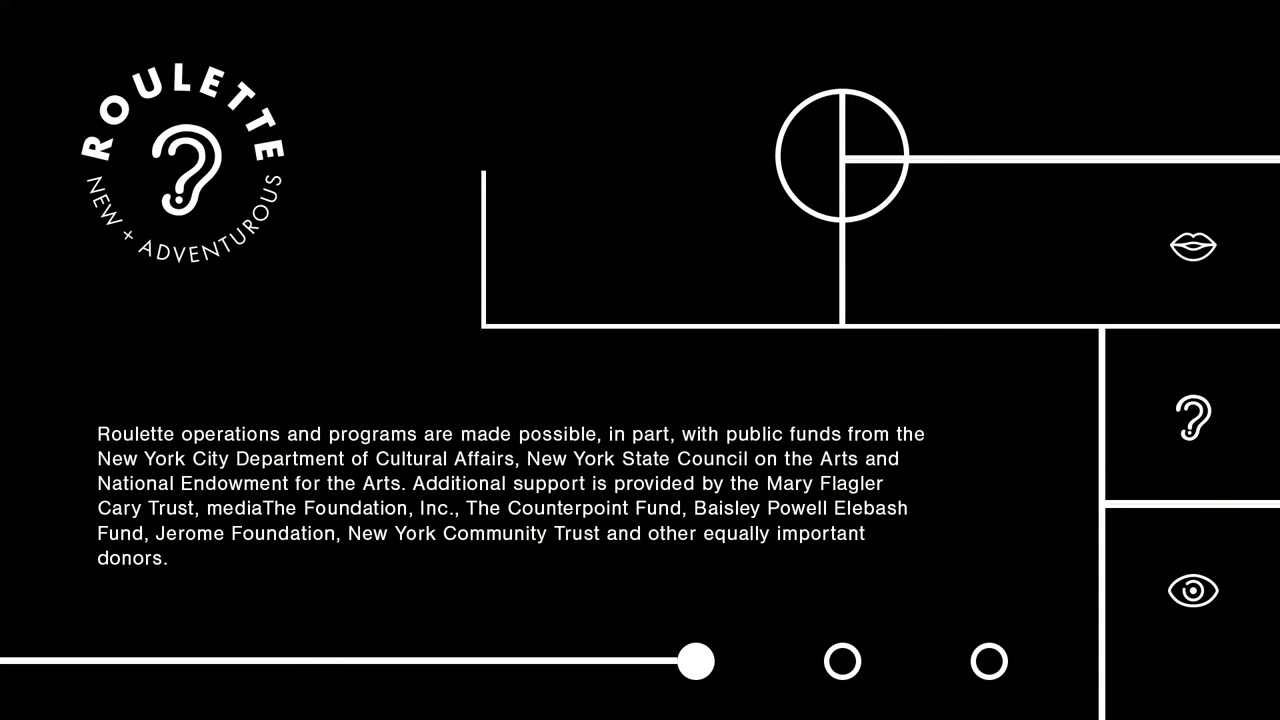 ROULETTE
NEW + ADVENTUROUS
Roulette operations and programs are made possible, in part, with public funds from the
New York City Department of Cultural Affairs, New York State Council on the Arts and
National Endowment for the Arts. Additional support is provided by the Mary Flagler
Cary Trust, mediaThe Foundation, Inc., The Counterpoint Fund, Baisley Powell Elebash
Fund, Jerome Foundation, New York Community Trust and other equally important
donors.